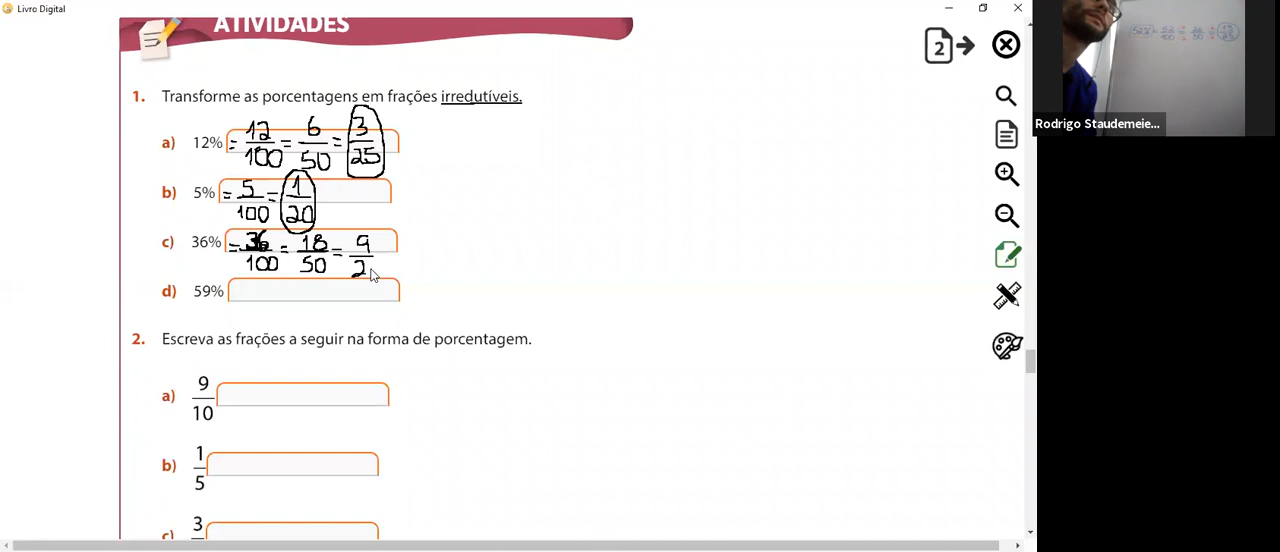 Livro Digital
ATIVIDADES
2
1. Transforme as porcentagens em frações irredutíveis.
a) 12% = 12/100 = 6/50 = 3/25
b) 5% = 5/100 = 1/20
c) 36% = 36/100 = 18/50 = 9/2
d) 59%
2. Escreva as frações a seguir na forma de porcentagem.
a) 9/10
b) 1/5
c) 3
Rodrigo Staudemeie...